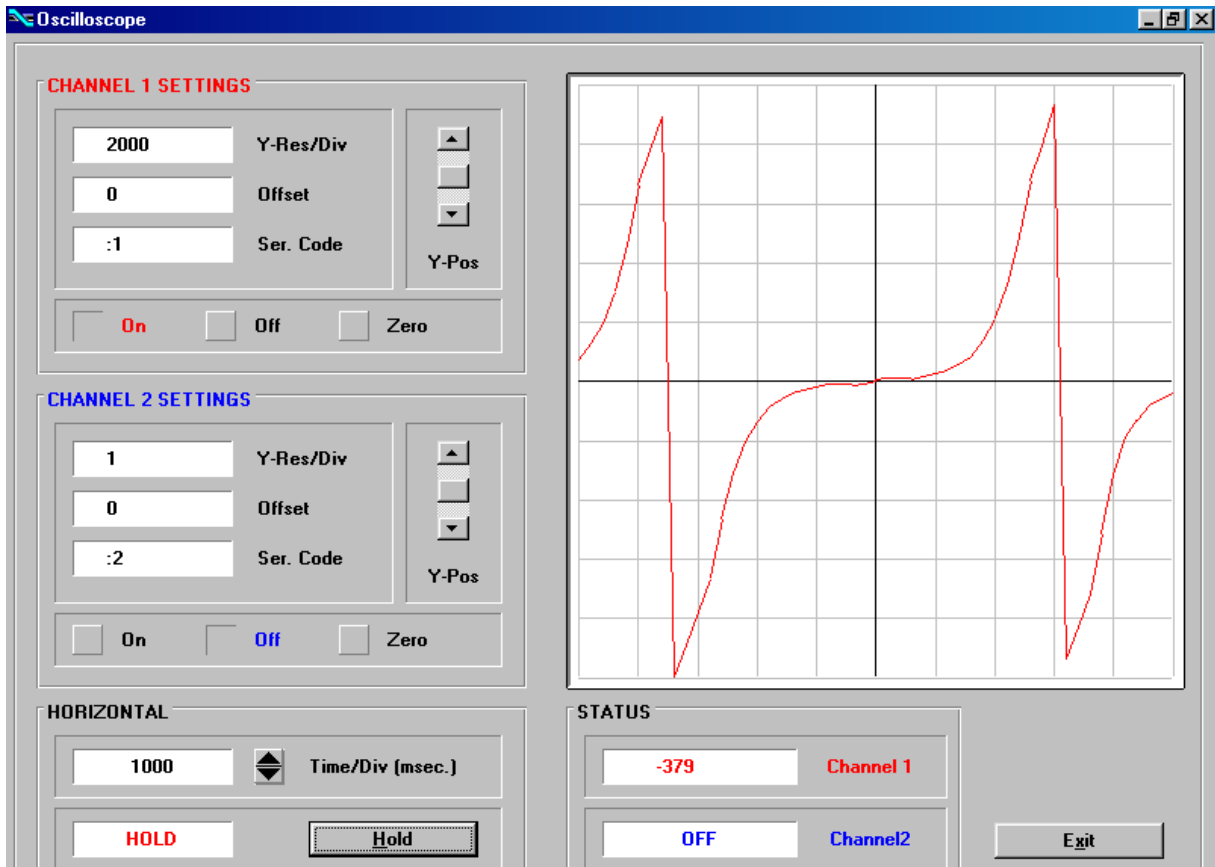 Oscilloscope
CHANNEL 1 SETTINGS
2000 Y-Res/Div
0 Offset
:1 Ser. Code
Y-Pos
On Off Zero
CHANNEL 2 SETTINGS
1 Y-Res/Div
0 Offset
:2 Ser. Code
Y-Pos
On Off Zero
HORIZONTAL
1000 Time/Div (msec.)
HOLD Hold
STATUS
-379 Channel 1
OFF Channel2
Exit